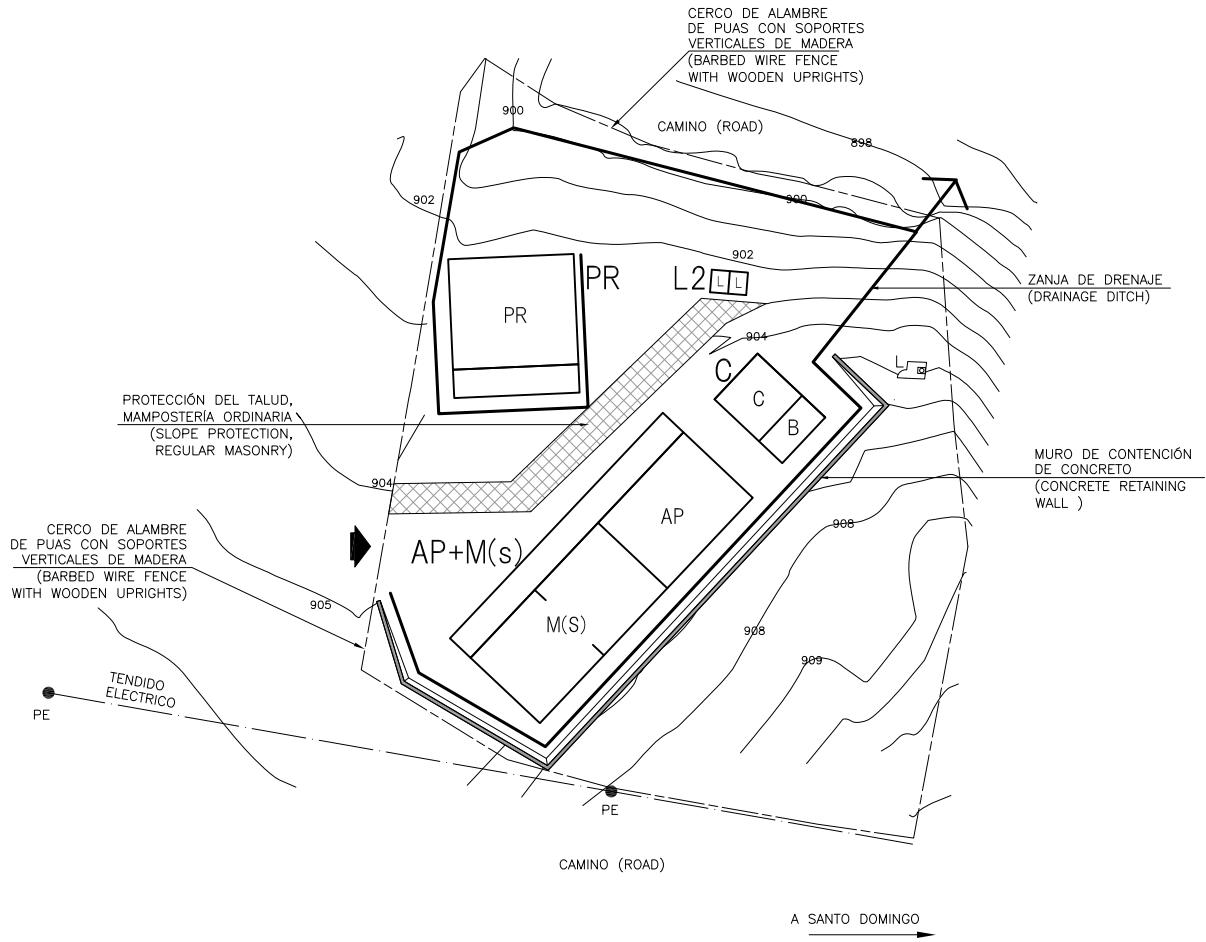 CERCO DE ALAMBRE
DE PUAS CON SOPORTES
VERTICALES DE MADERA
(BARBED WIRE FENCE
WITH WOODEN UPRIGHTS)
900
CAMINO (ROAD)
898
902
900
902
PR
L2
L
L
ZANJA DE DRENAJE
(DRAINAGE DITCH)
PR
904
L
C
C
B
PROTECCIÓN DEL TALUD,
MAMPOSTERÍA ORDINARIA
(SLOPE PROTECTION,
REGULAR MASONRY)
MURO DE CONTENCIÓN
DE CONCRETO
(CONCRETE RETAINING
WALL )
904
AP
908
CERCO DE ALAMBRE
DE PUAS CON SOPORTES
VERTICALES DE MADERA
(BARBED WIRE FENCE
WITH WOODEN UPRIGHTS)
AP+M(s)
905
M(S)
908
909
TENDIDO
ELECTRICO
PE
PE
CAMINO (ROAD)
A SANTO DOMINGO